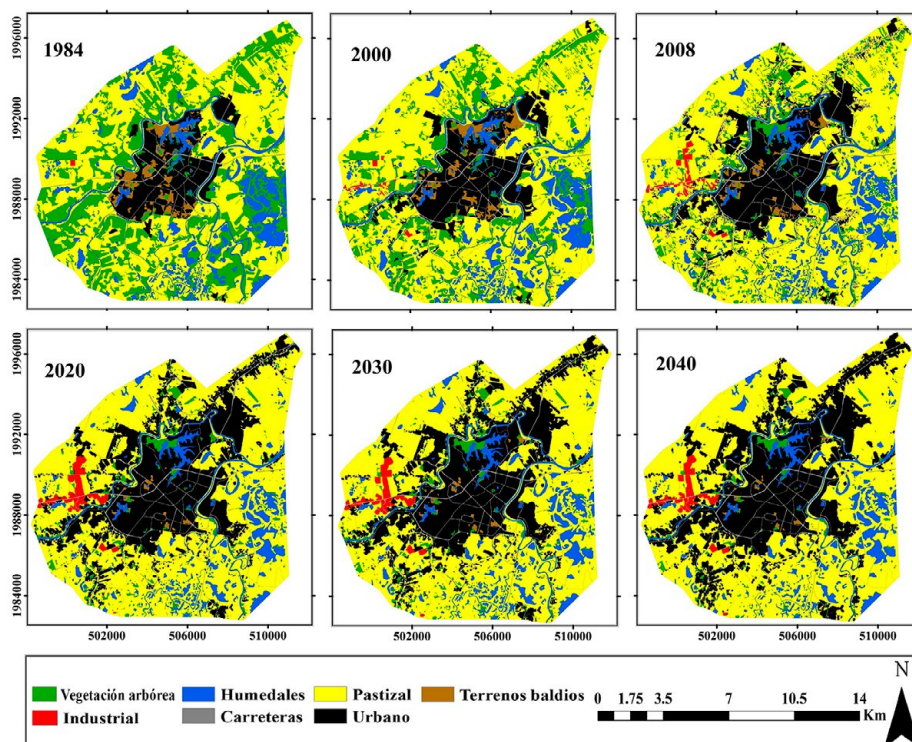 1984
2000
2008
1996000
1992000
1988000
1984000
2020
2030
2040
1996000
1992000
1988000
1984000
502000 506000 510000
502000 506000 510000
502000 506000 510000
Vegetación arbórea Humedales Pastizal Terrenos baldios
Industrial Carreteras Urbano
0 1.75 3.5 7 10.5 14
Km
N